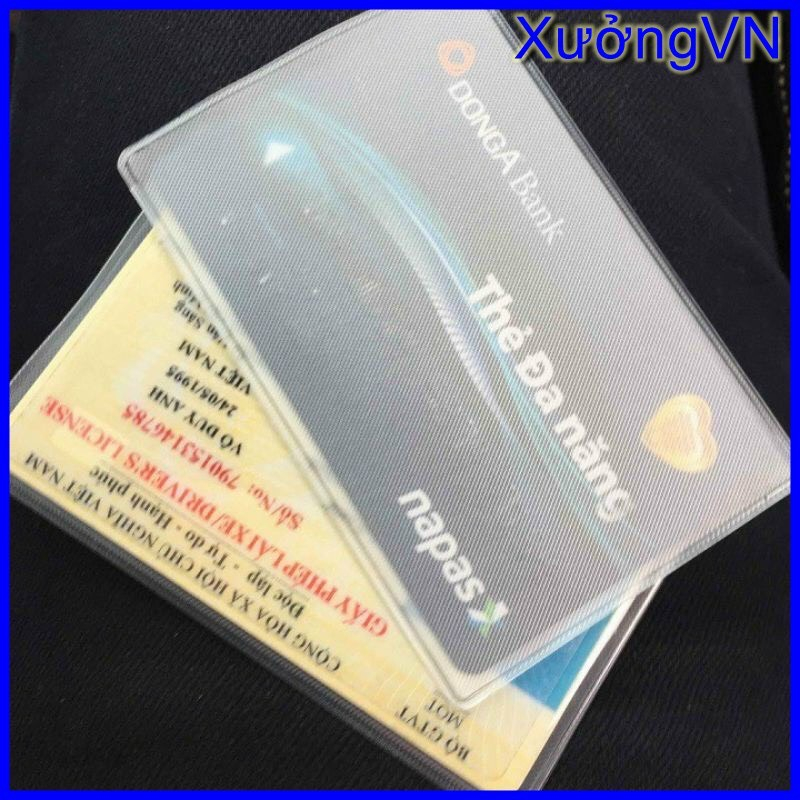 XưởngVN
DONGA Bank
Thẻ Đa năng
napas
BỘ GTVT
MOT
CỘNG HÒA XÃ HỘI CHỦ NGHĨA VIỆT NAM
Độc lập - Tự do - Hạnh phúc
GIẤY PHÉP LÁI XE/DRIVER'S LICENSE
Số/No: 790153146785
VÕ DUY ANH
24/05/1995
VIỆT NAM